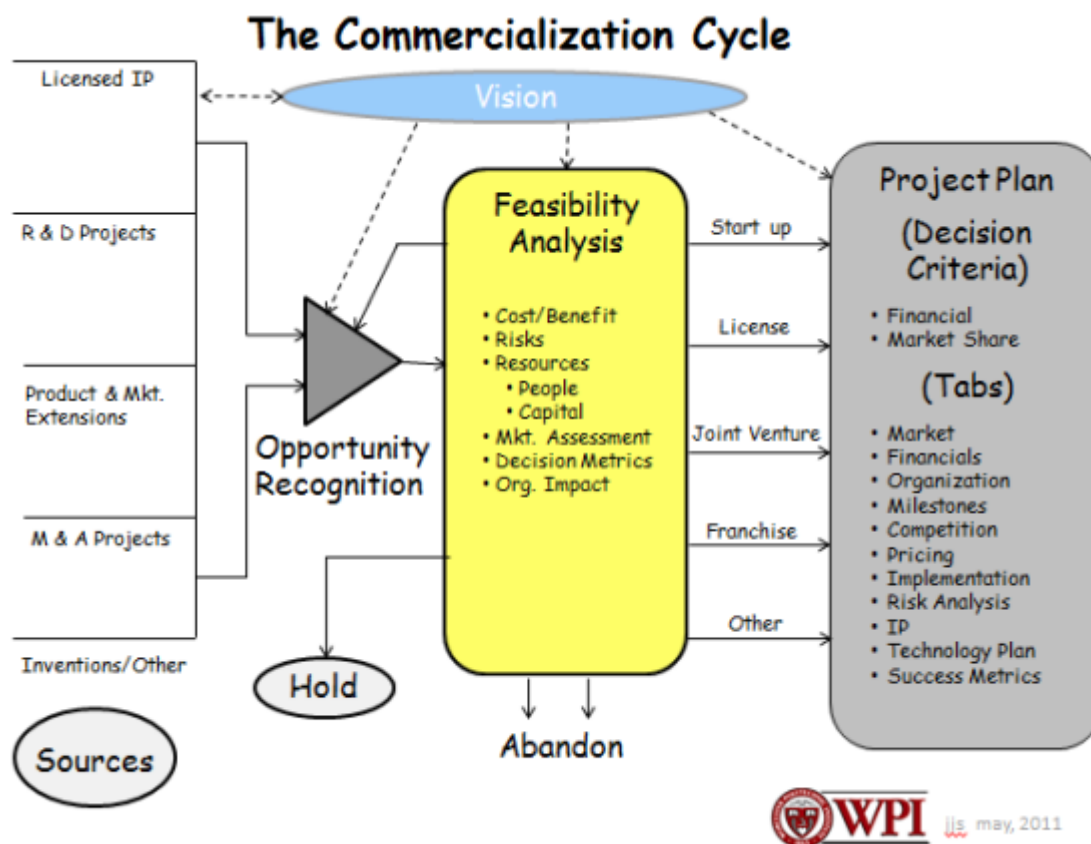 The Commercialization Cycle
Licensed IP
R & D Projects
Product & Mkt.
Extensions
M & A Projects
Inventions/Other
Sources
Vision
Opportunity
Recognition
Hold
Feasibility
Analysis
• Cost/Benefit
• Risks
• Resources
• People
• Capital
• Mkt. Assessment
• Decision Metrics
• Org. Impact
Abandon
Start up
License
Joint Venture
Franchise
Other
Project Plan
(Decision
Criteria)
• Financial
• Market Share
(Tabs)
• Market
• Financials
• Organization
• Milestones
• Competition
• Pricing
• Implementation
• Risk Analysis
• IP
• Technology Plan
• Success Metrics
WPI
jjs may, 2011